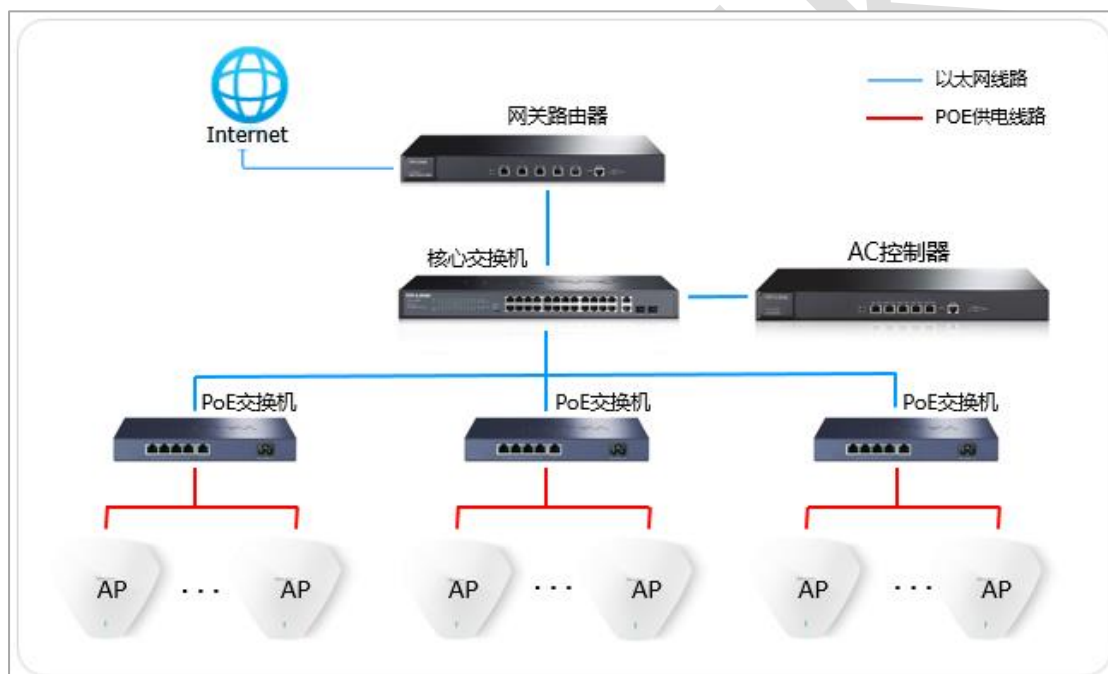 以太网线路
POE供电线路
Internet
网关路由器
核心交换机
AC控制器
PoE交换机
PoE交换机
PoE交换机
AP
...
AP
AP
...
AP
AP
...
AP